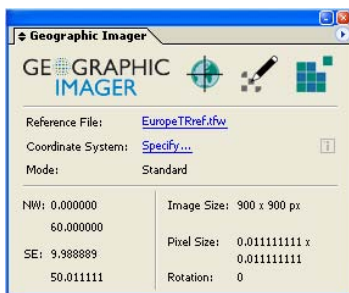 Geographic Imager
GEOGRAPHIC
IMAGER
Reference File: EuropeTRref.tfw
Coordinate System: Specify...
Mode: Standard
NW: 0.000000
60.000000
SE: 9.988889
50.011111
Image Size: 900 x 900 px
Pixel Size: 0.011111111 x
0.011111111
Rotation: 0